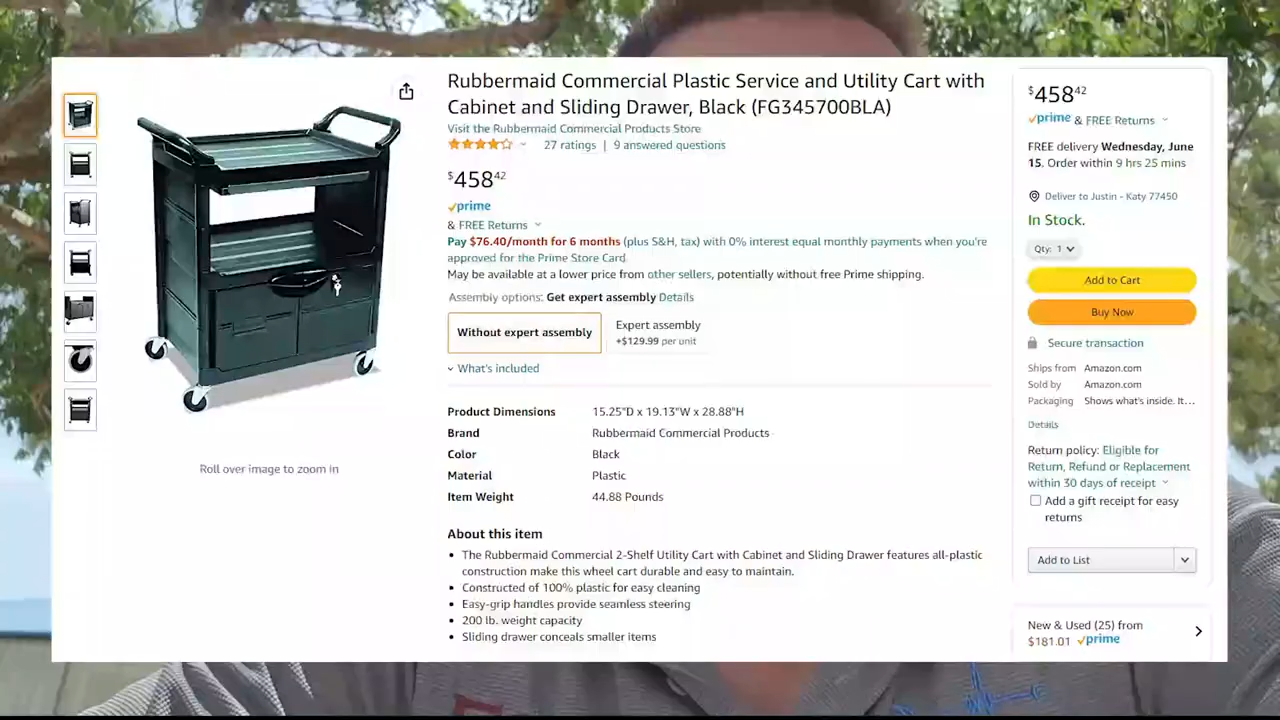 Rubbermaid Commercial Plastic Service and Utility Cart with
Cabinet and Sliding Drawer, Black (FG345700BLA)
Visit the Rubbermaid Commercial Products Store
27 ratings | 9 answered questions
$458 42
prime
& FREE Returns
Pay $76.40/month for 6 months (plus S&H, tax) with 0% interest equal monthly payments when you're
approved for the Prime Store Card.
May be available at a lower price from other sellers, potentially without free Prime shipping.
Assembly options: Get expert assembly Details
Without expert assembly
Expert assembly
+$129.99 per unit
What's included
Product Dimensions 15.25"D x 19.13"W x 28.88"H
Brand Rubbermaid Commercial Products
Color Black
Material Plastic
Item Weight 44.88 Pounds
About this item
• The Rubbermaid Commercial 2-Shelf Utility Cart with Cabinet and Sliding Drawer features all-plastic
construction make this wheel cart durable and easy to maintain.
• Constructed of 100% plastic for easy cleaning
• Easy-grip handles provide seamless steering
• 200 lb. weight capacity
• Sliding drawer conceals smaller items
Roll over image to zoom in
$458 42
prime & FREE Returns
FREE delivery Wednesday, June
15. Order within 9 hrs 25 mins
Deliver to Justin - Katy 77450
In Stock.
Qty: 1
Add to Cart
Buy Now
Secure transaction
Ships from Amazon.com
Sold by Amazon.com
Packaging Shows what's inside. It...
Details
Return policy: Eligible for
Return, Refund or Replacement
within 30 days of receipt
Add a gift receipt for easy
returns
Add to List
New & Used (25) from
$181.01 prime